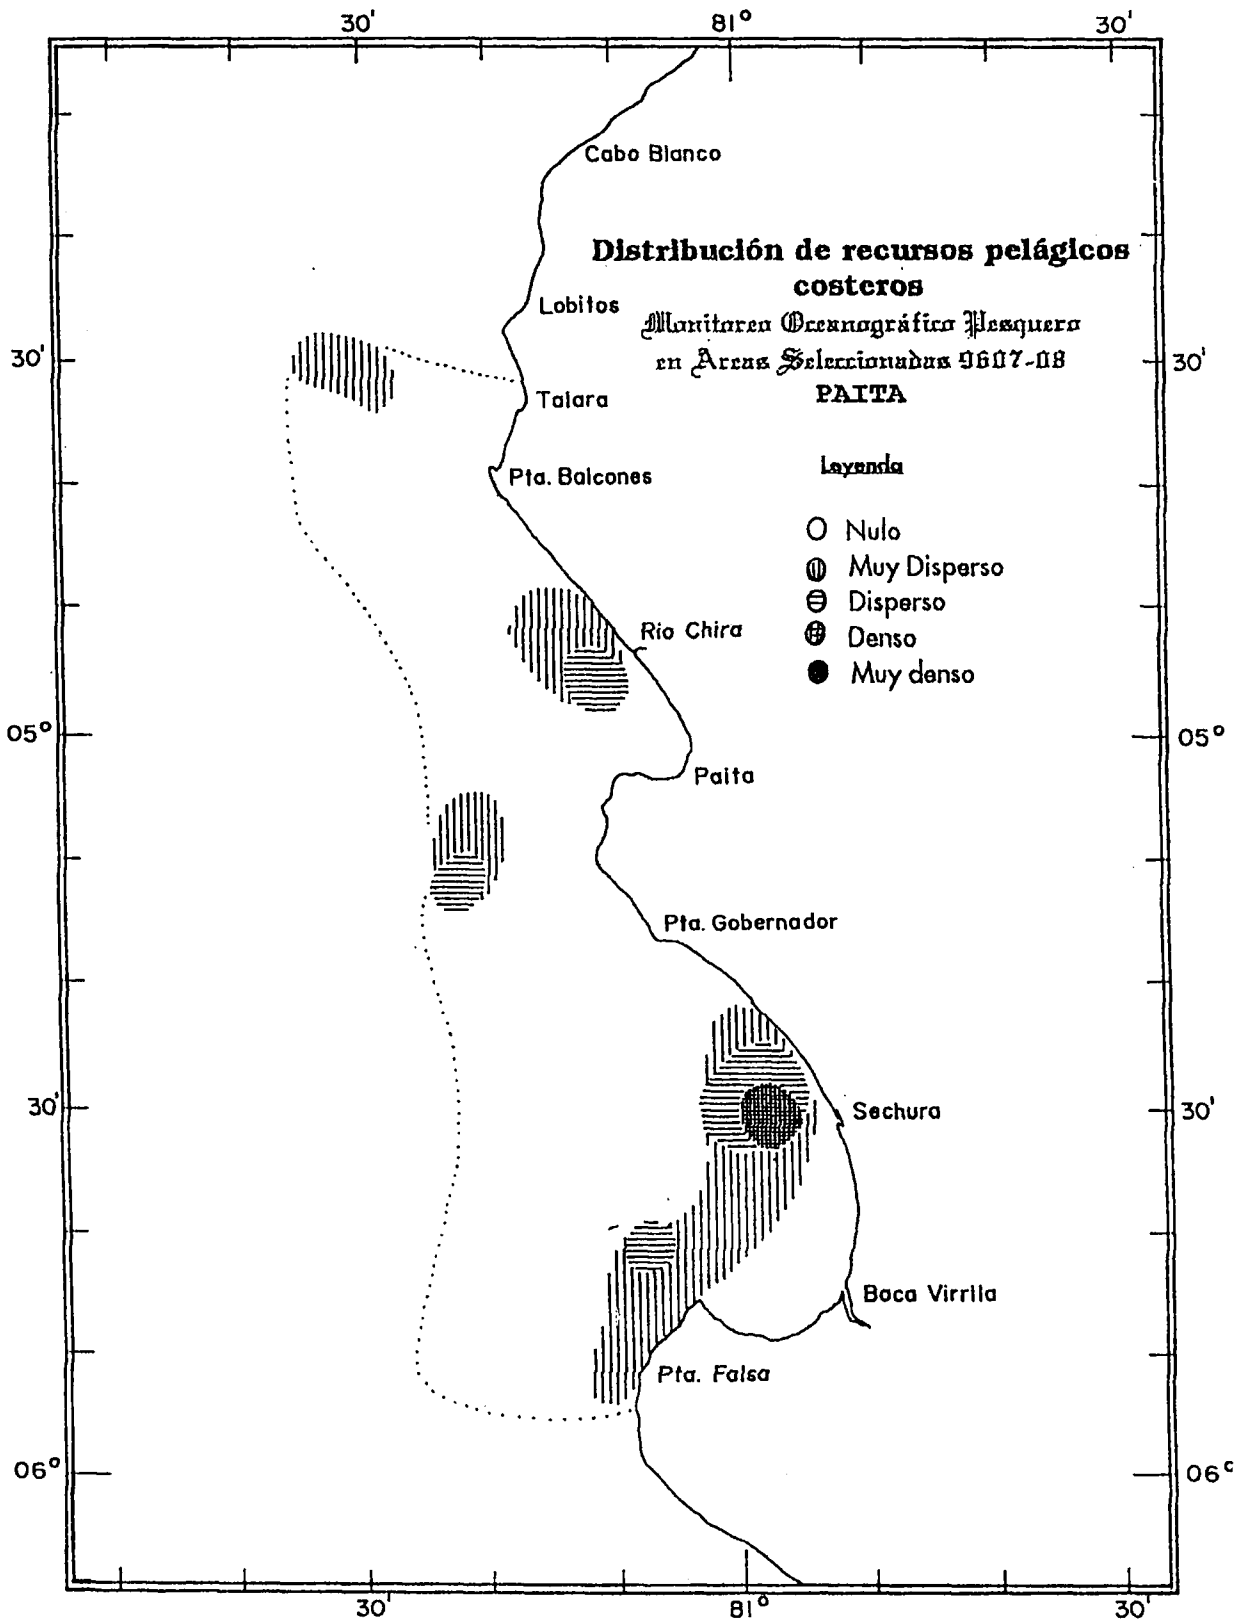 30'
81°
30'
Cabo Blanco
Distribución de recursos pelágicos
costeros
Lobitos
Monitoreo Oceanográfico Pesquero
30'
en Areas Seleccionadas 9607-08
30'
Talara
PAITA
Pta. Balcones
Leyenda
Nulo
Muy Disperso
Disperso
Rio Chira
Denso
Muy denso
05°
05°
Paita
Pta. Gobernador
30'
Sechura
30'
Boca Virrila
Pta. Falsa
06°
06°
30'
81°
30'